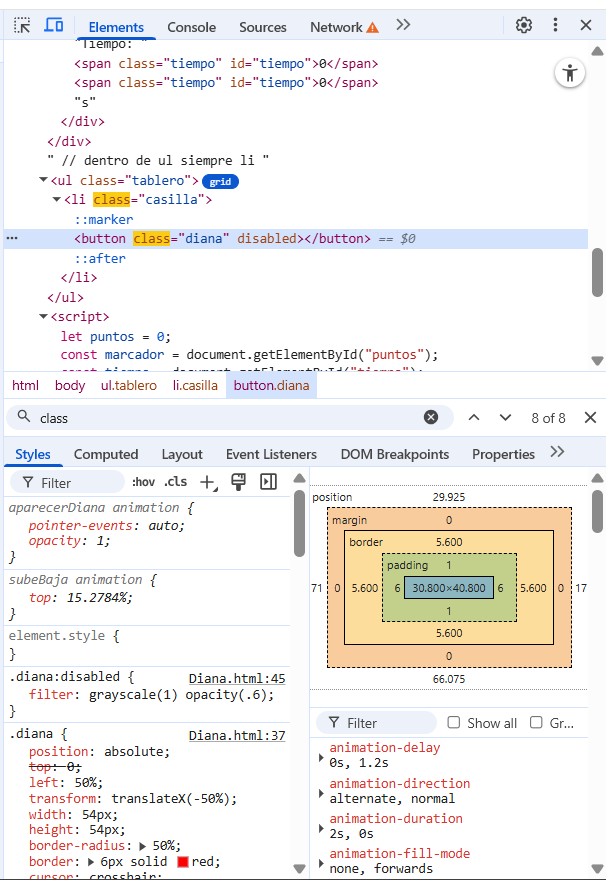 Elements Console Sources Network
"Tiempo: "
<span class="tiempo" id="tiempo">0</span>
<span class="tiempo" id="tiempo">0</span>
"s"
</div>
</div>
" // dentro de ul siempre li "
<ul class="tablero"> grid
<li class="casilla">
::marker
<button class="diana" disabled></button> == $0
::after
</li>
</ul>
<script>
let puntos = 0;
const marcador = document.getElementById("puntos");
const tiempo = document.getElementById("tiempo");
html body ul.tablero li.casilla button.diana
class 8 of 8
Styles Computed Layout Event Listeners DOM Breakpoints Properties
Filter :hov .cls
aparecerDiana animation {
pointer-events: auto;
opacity: 1;
}
subeBaja animation {
top: 15.2784%;
}
element.style {
}
.diana:disabled { Diana.html:45
filter: grayscale(1) opacity(.6);
}
.diana { Diana.html:37
position: absolute;
top: 0;
left: 50%;
transform: translateX(-50%);
width: 54px;
height: 54px;
border-radius: 50%;
border: 6px solid red;
cursor: crosshair;
position 29.925
margin 0
border 5.600
padding 1
71 0 5.600 6 30.800×40.800 6 5.600 0 17
1
5.600
0
66.075
Filter Show all Gr...
animation-delay
0s, 1.2s
animation-direction
alternate, normal
animation-duration
2s, 0s
animation-fill-mode
none, forwards